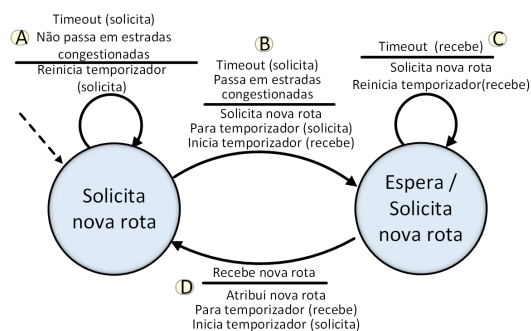 A
Timeout (solicita)
Não passa em estradas
congestionadas
Reinicia temporizador
(solicita)
B
Timeout (solicita)
Passa em estradas
congestionadas
Solicita nova rota
Para temporizador (solicita)
Inicia temporizador (recebe)
C
Timeout (recebe)
Solicita nova rota
Reinicia temporizador(recebe)
Solicita
nova rota
Espera /
Solicita
nova rota
D
Recebe nova rota
Atribui nova rota
Para temporizador (recebe)
Inicia temporizador (solicita)